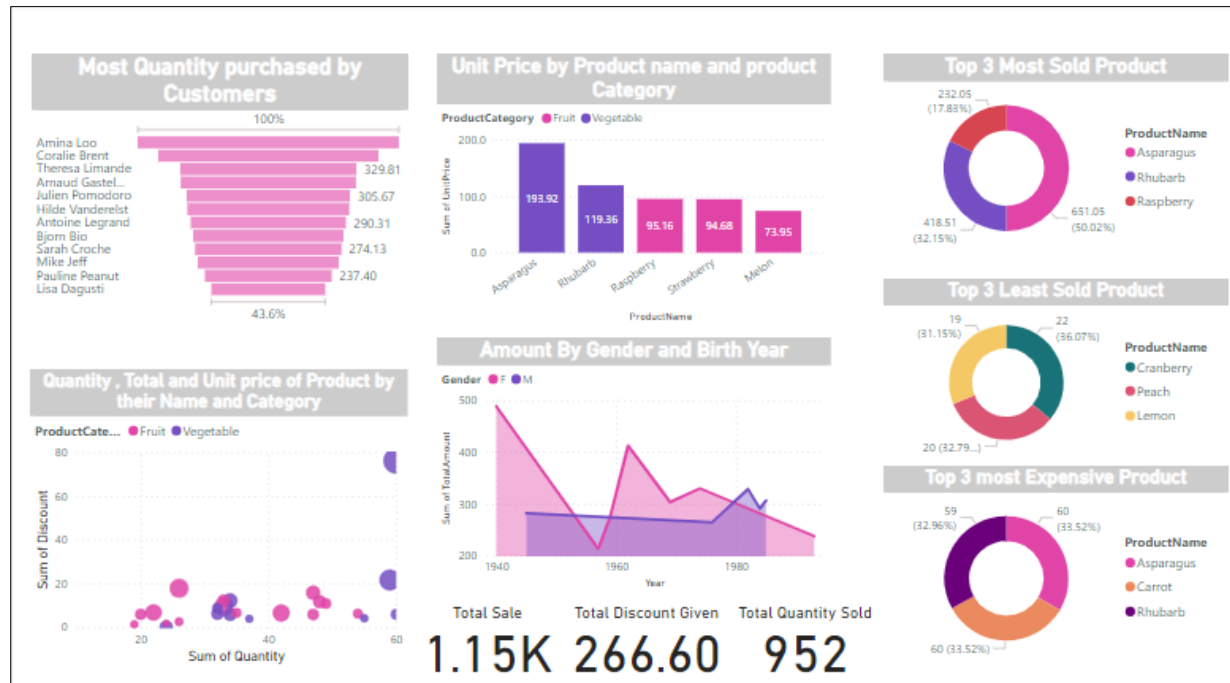 Most Quantity purchased by
Customers
100%
Amina Loo
Coralie Brent
Theresa Limande
329.81
Arnaud Gastel...
Julien Pomodoro
305.67
Hilde Vanderelst
Antoine Legrand
290.31
Bjorn Bio
Sarah Croche
274.13
Mike Jeff
Pauline Peanut
237.40
Lisa Dagusti
43.6%
Unit Price by Product name and product
Category
ProductCategory Fruit Vegetable
Sum of UnitPrice
200.0
100.0
0.0
193.92
119.36
95.16
94.68
73.95
Asparagus
Rhubarb
Raspberry
Strawberry
Melon
ProductName
Top 3 Most Sold Product
232.05
(17.83%)
418.51
(32.15%)
651.05
(50.02%)
ProductName
Asparagus
Rhubarb
Raspberry
Quantity , Total and Unit price of Product by
their Name and Category
ProductCate... Fruit Vegetable
Sum of Discount
80
60
40
20
0
20
40
60
Sum of Quantity
Amount By Gender and Birth Year
Gender F M
Sum of TotalAmount
500
400
300
200
1940
1960
1980
Year
Top 3 Least Sold Product
19
(31.15%)
22
(36.07%)
20 (32.79...)
ProductName
Cranberry
Peach
Lemon
Top 3 most Expensive Product
59
(32.96%)
60
(33.52%)
60 (33.52%)
ProductName
Asparagus
Carrot
Rhubarb
Total Sale
1.15K
Total Discount Given
266.60
Total Quantity Sold
952